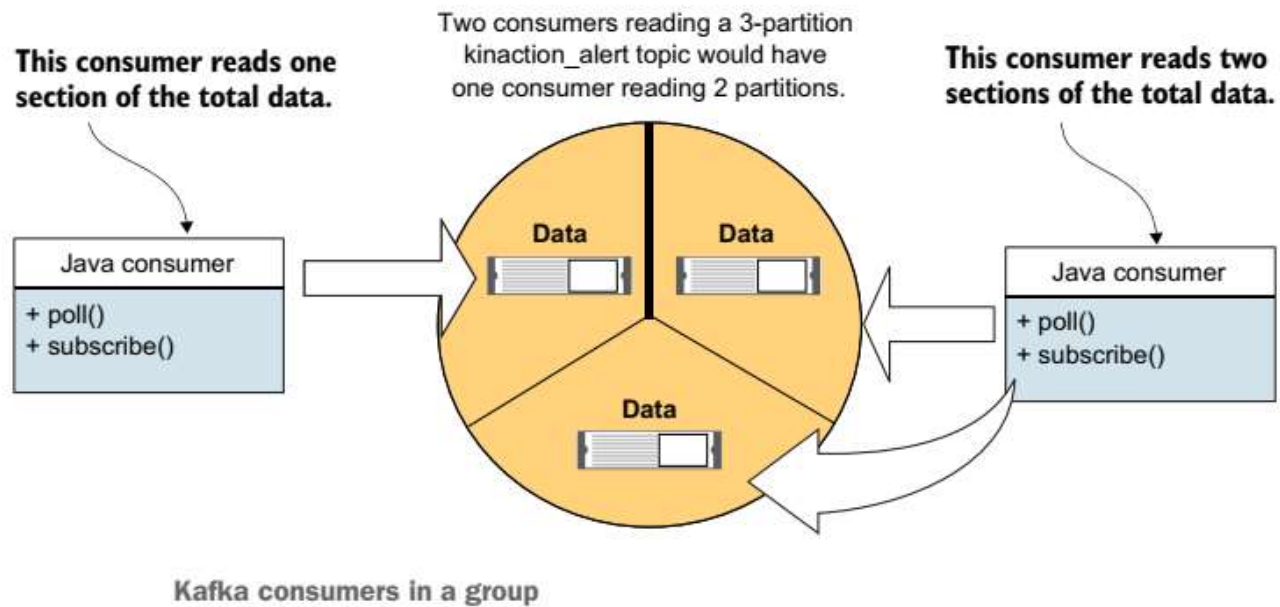 Two consumers reading a 3-partition
kinaction_alert topic would have
one consumer reading 2 partitions.
This consumer reads one
section of the total data.
This consumer reads two
sections of the total data.
Java consumer
+ poll()
+ subscribe()
Data
Data
Data
Java consumer
+ poll()
+ subscribe()
Kafka consumers in a group